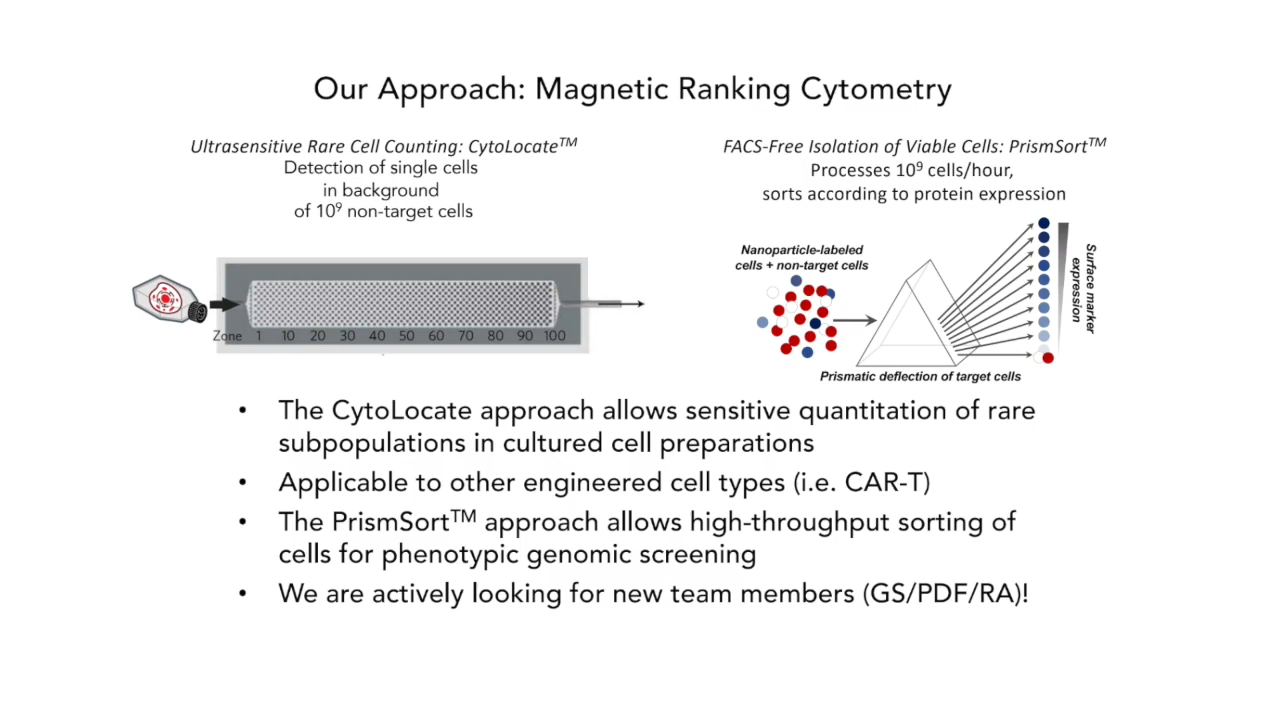 Our Approach: Magnetic Ranking Cytometry
Ultrasensitive Rare Cell Counting: CytoLocate™
Detection of single cells
in background
of 10⁹ non-target cells
Zone 1 10 20 30 40 50 60 70 80 90 100
FACS-Free Isolation of Viable Cells: PrismSort™
Processes 10⁹ cells/hour,
sorts according to protein expression
Nanoparticle-labeled
cells + non-target cells
Surface marker
expression
Prismatic deflection of target cells
• The CytoLocate approach allows sensitive quantitation of rare
subpopulations in cultured cell preparations
• Applicable to other engineered cell types (i.e. CAR-T)
• The PrismSort™ approach allows high-throughput sorting of
cells for phenotypic genomic screening
• We are actively looking for new team members (GS/PDF/RA)!